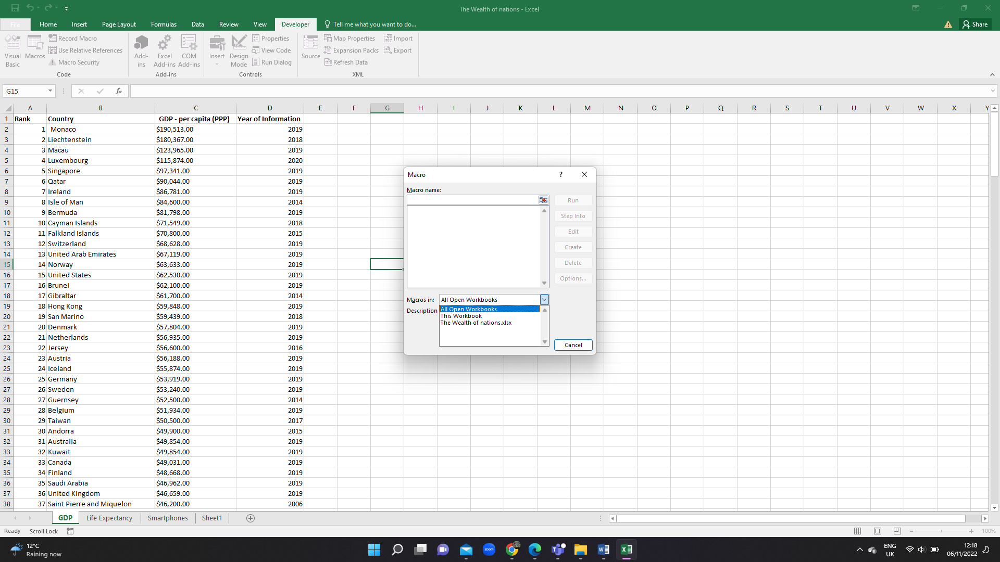 The Wealth of nations - Excel
File Home Insert Page Layout Formulas Data Review View Developer Tell me what you want to do... Share
Visual Basic Macros Record Macro Use Relative References Macro Security Code
Add-ins Excel Add-ins COM Add-ins Add-ins
Insert Design Mode Properties View Code Run Dialog Controls
Source Map Properties Expansion Packs Refresh Data Import Export XML
G15 fx
A B C D E F G H I J K L M N O P Q R S T U V W X Y
1 Rank Country GDP - per capita (PPP) Year of Information
2 1 Monaco $190,513.00 2019
3 2 Liechtenstein $180,367.00 2018
4 3 Macau $123,965.00 2019
5 4 Luxembourg $115,874.00 2020
6 5 Singapore $97,341.00 2019
7 6 Qatar $90,044.00 2019
8 7 Ireland $86,781.00 2019
9 8 Isle of Man $84,600.00 2014
10 9 Bermuda $81,798.00 2019
11 10 Cayman Islands $71,549.00 2018
12 11 Falkland Islands $70,800.00 2015
13 12 Switzerland $68,628.00 2019
14 13 United Arab Emirates $67,119.00 2019
15 14 Norway $63,633.00 2019
16 15 United States $62,530.00 2019
17 16 Brunei $62,100.00 2019
18 17 Gibraltar $61,700.00 2014
19 18 Hong Kong $59,848.00 2019
20 19 San Marino $59,439.00 2018
21 20 Denmark $57,804.00 2019
22 21 Netherlands $56,935.00 2019
23 22 Jersey $56,600.00 2016
24 23 Austria $56,188.00 2019
25 24 Iceland $55,874.00 2019
26 25 Germany $53,919.00 2019
27 26 Sweden $53,240.00 2019
28 27 Guernsey $52,500.00 2014
29 28 Belgium $51,934.00 2019
30 29 Taiwan $50,500.00 2017
31 30 Andorra $49,900.00 2015
32 31 Australia $49,854.00 2019
33 32 Kuwait $49,854.00 2019
34 33 Canada $49,031.00 2019
35 34 Finland $48,668.00 2019
36 35 Saudi Arabia $46,962.00 2019
37 36 United Kingdom $46,659.00 2019
38 37 Saint Pierre and Miquelon $46,200.00 2006
Macro ?
Macro name:
Run
Step Into
Edit
Create
Delete
Options...
Macros in: All Open Workbooks
Description All Open Workbooks
This Workbook
The Wealth of nations.xlsx
Cancel
GDP Life Expectancy Smartphones Sheet1
Ready Scroll Lock 100%
12°C
Raining now
zoom
ENG
UK
12:18
06/11/2022